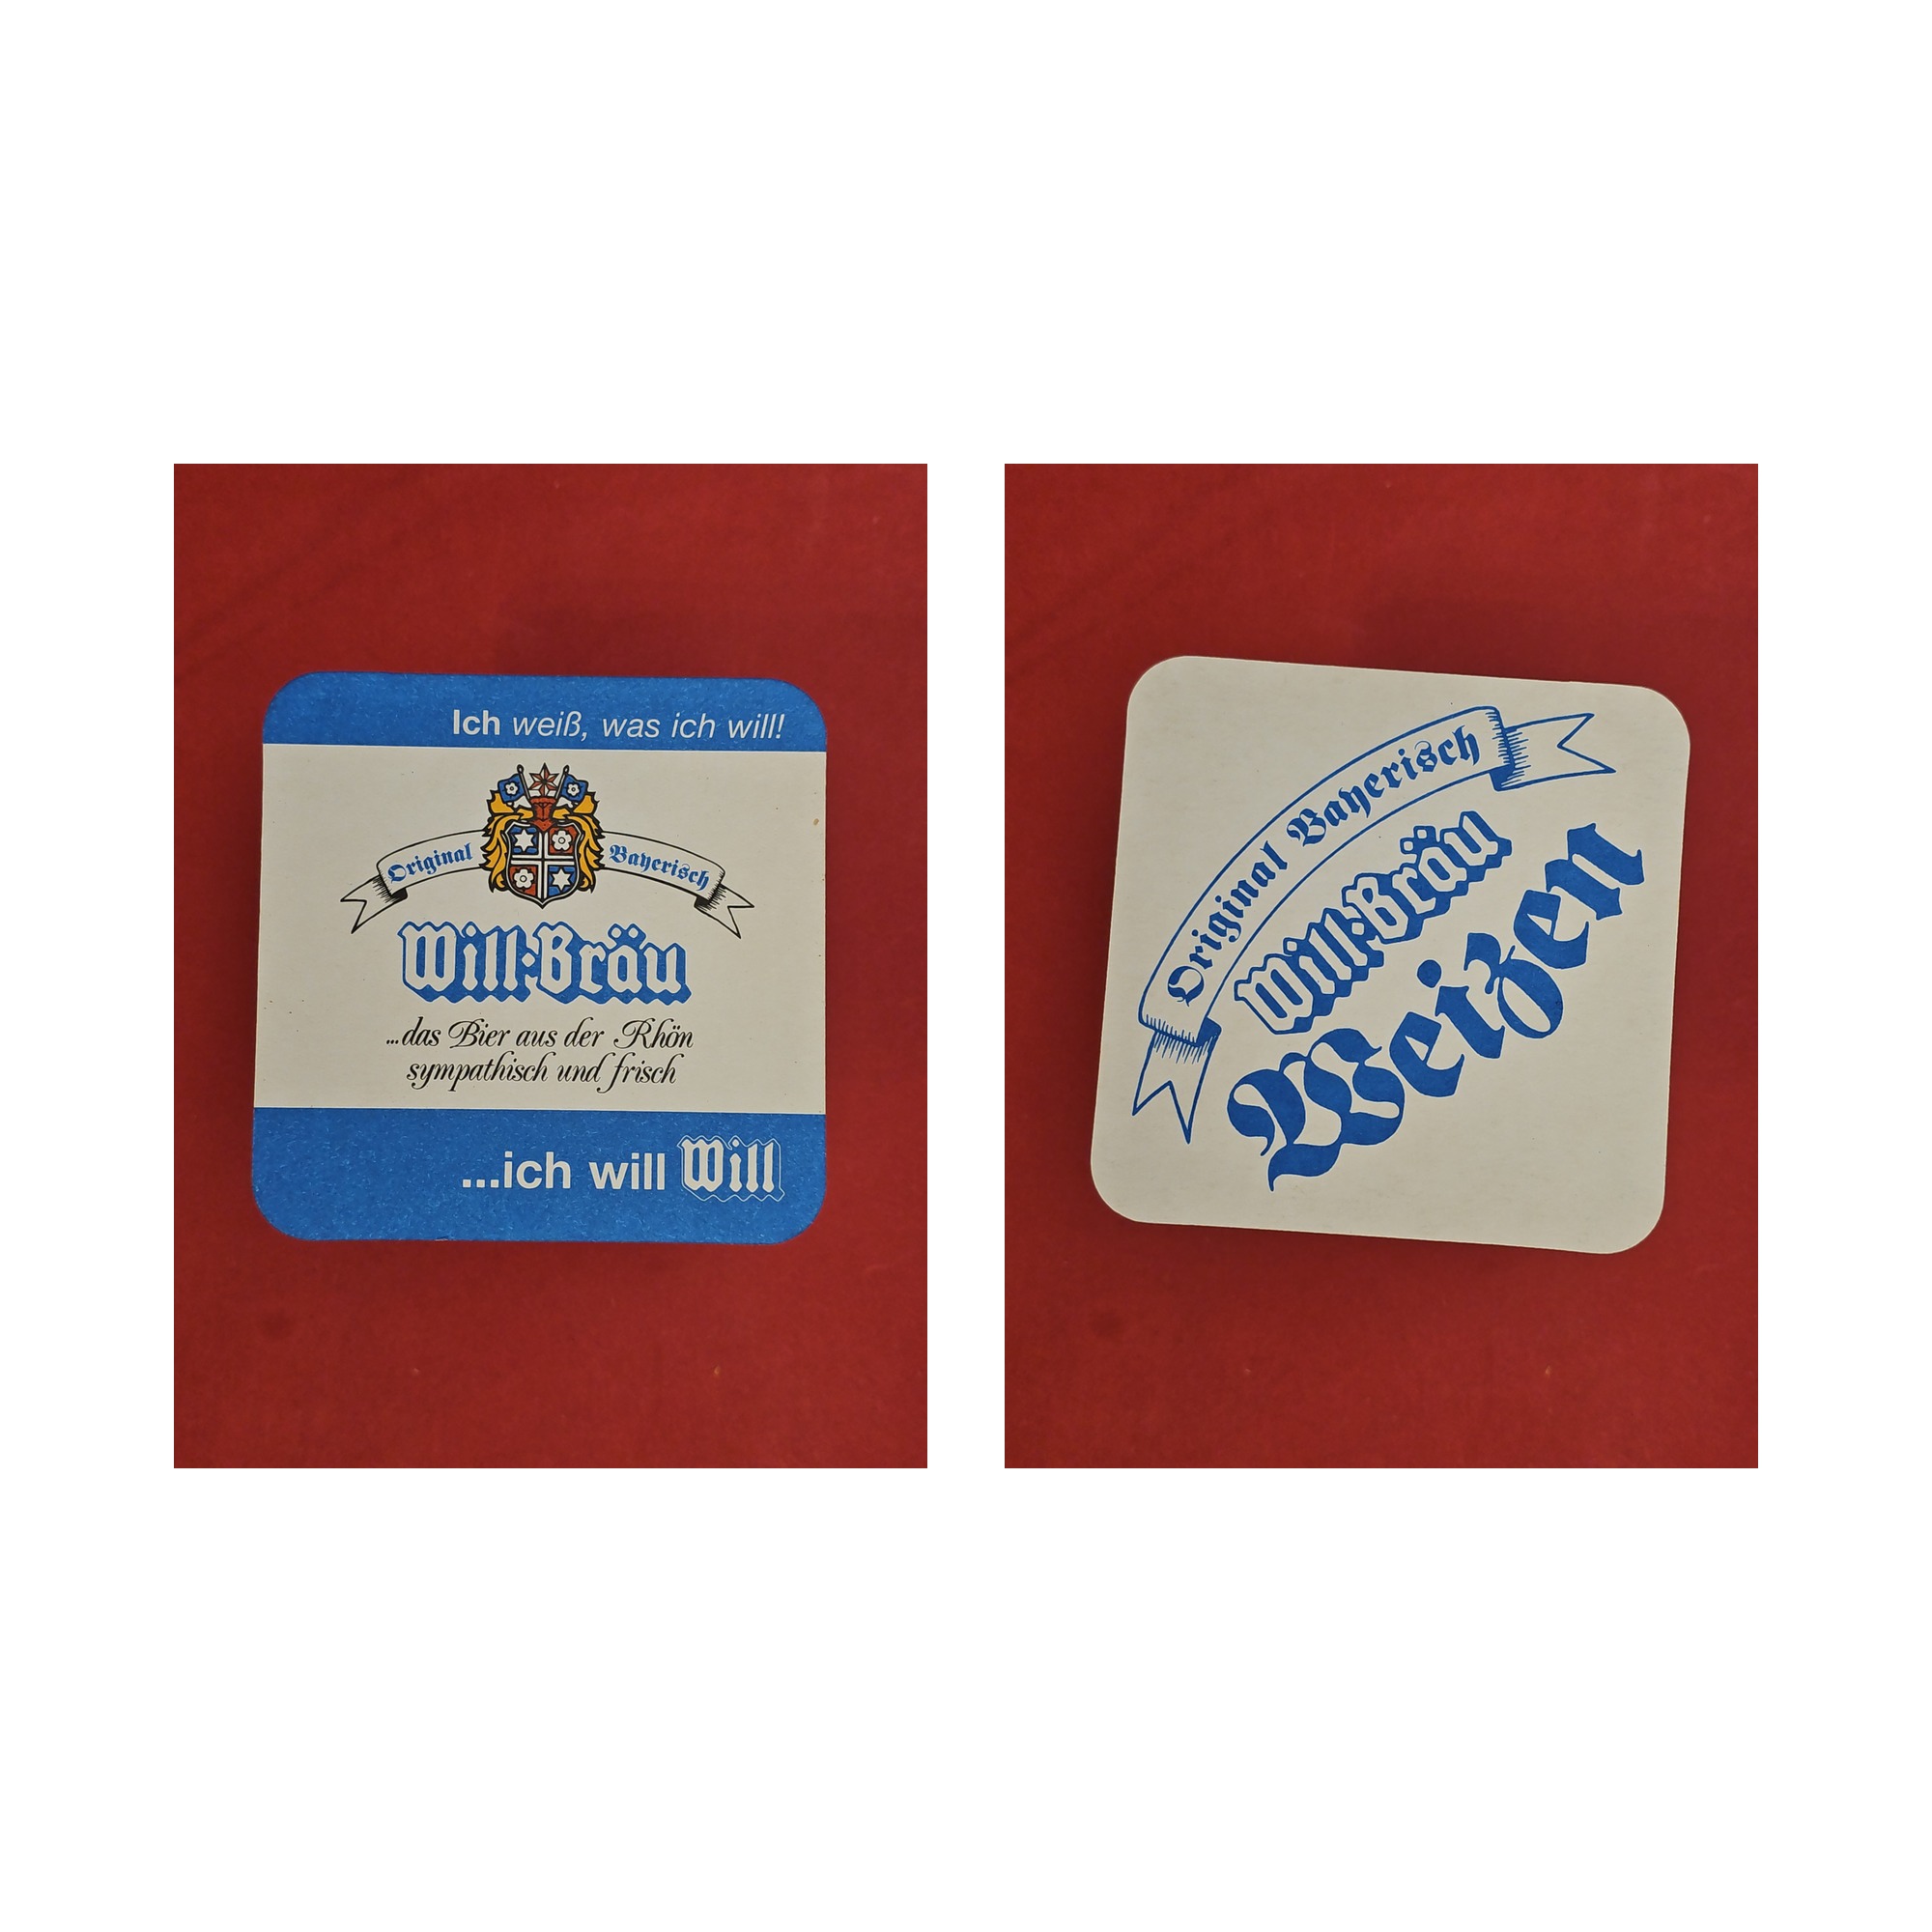 Ich weiß, was ich will!
Original Bayerisch
Will-Bräu
...das Bier aus der Rhön
sympathisch und frisch
...ich will Will
Original Bayerisch
Will-Bräu
Weizen